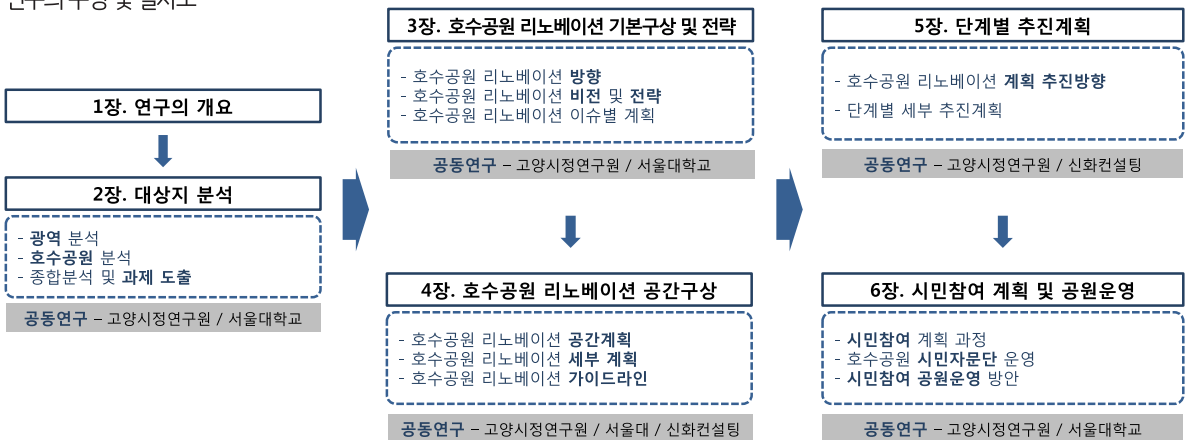 1장. 연구의 개요
2장. 대상지 분석
- 광역 분석
- 호수공원 분석
- 종합분석 및 과제 도출
공동연구 – 고양시정연구원 / 서울대학교
3장. 호수공원 리노베이션 기본구상 및 전략
- 호수공원 리노베이션 방향
- 호수공원 리노베이션 비전 및 전략
- 호수공원 리노베이션 이슈별 계획
공동연구 – 고양시정연구원 / 서울대학교
4장. 호수공원 리노베이션 공간구상
- 호수공원 리노베이션 공간계획
- 호수공원 리노베이션 세부 계획
- 호수공원 리노베이션 가이드라인
공동연구 – 고양시정연구원 / 서울대 / 신화컨설팅
5장. 단계별 추진계획
- 호수공원 리노베이션 계획 추진방향
- 단계별 세부 추진계획
공동연구 – 고양시정연구원 / 신화컨설팅
6장. 시민참여 계획 및 공원운영
- 시민참여 계획 과정
- 호수공원 시민자문단 운영
- 시민참여 공원운영 방안
공동연구 – 고양시정연구원 / 서울대학교